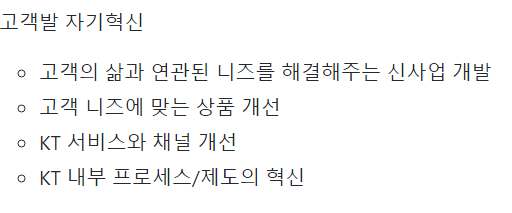 고객발 자기혁신
고객의 삶과 연관된 니즈를 해결해주는 신사업 개발
고객 니즈에 맞는 상품 개선
KT 서비스와 채널 개선
KT 내부 프로세스/제도의 혁신